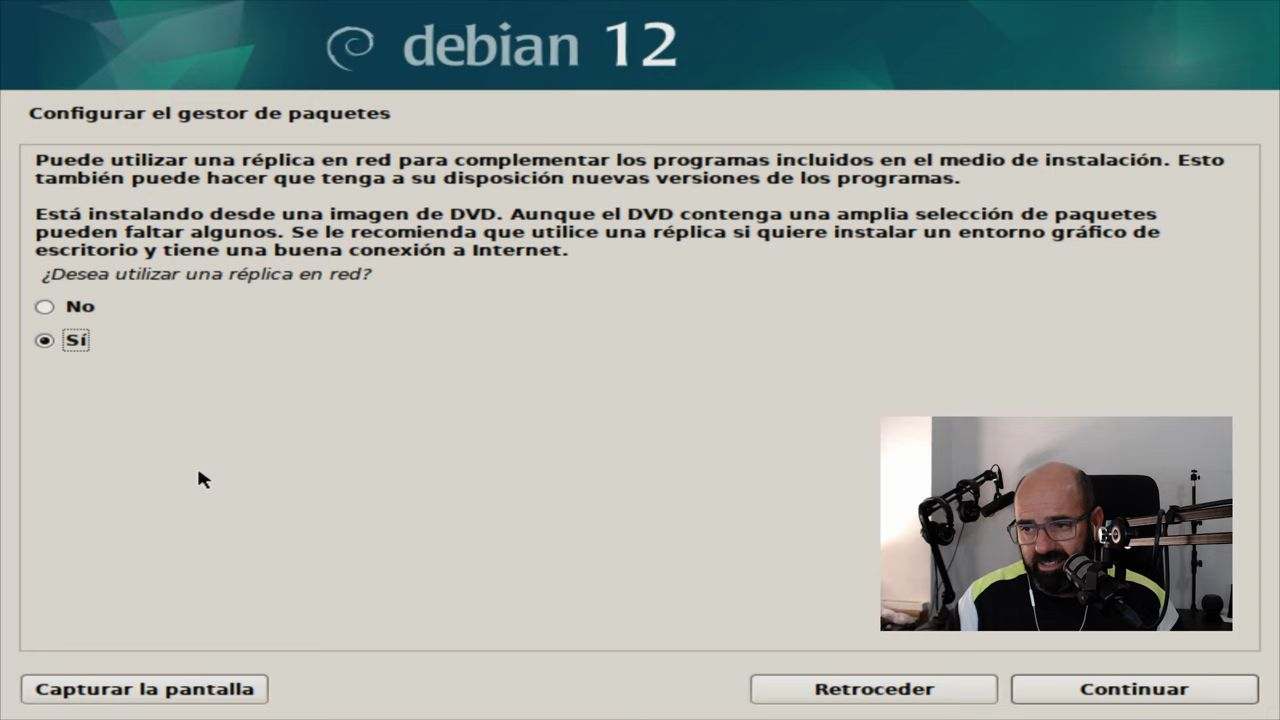 debian 12
Configurar el gestor de paquetes
Puede utilizar una réplica en red para complementar los programas incluidos en el medio de instalación. Esto
también puede hacer que tenga a su disposición nuevas versiones de los programas.
Está instalando desde una imagen de DVD. Aunque el DVD contenga una amplia selección de paquetes
pueden faltar algunos. Se le recomienda que utilice una réplica si quiere instalar un entorno gráfico de
escritorio y tiene una buena conexión a Internet.
¿Desea utilizar una réplica en red?
No
Sí
Capturar la pantalla
Retroceder
Continuar